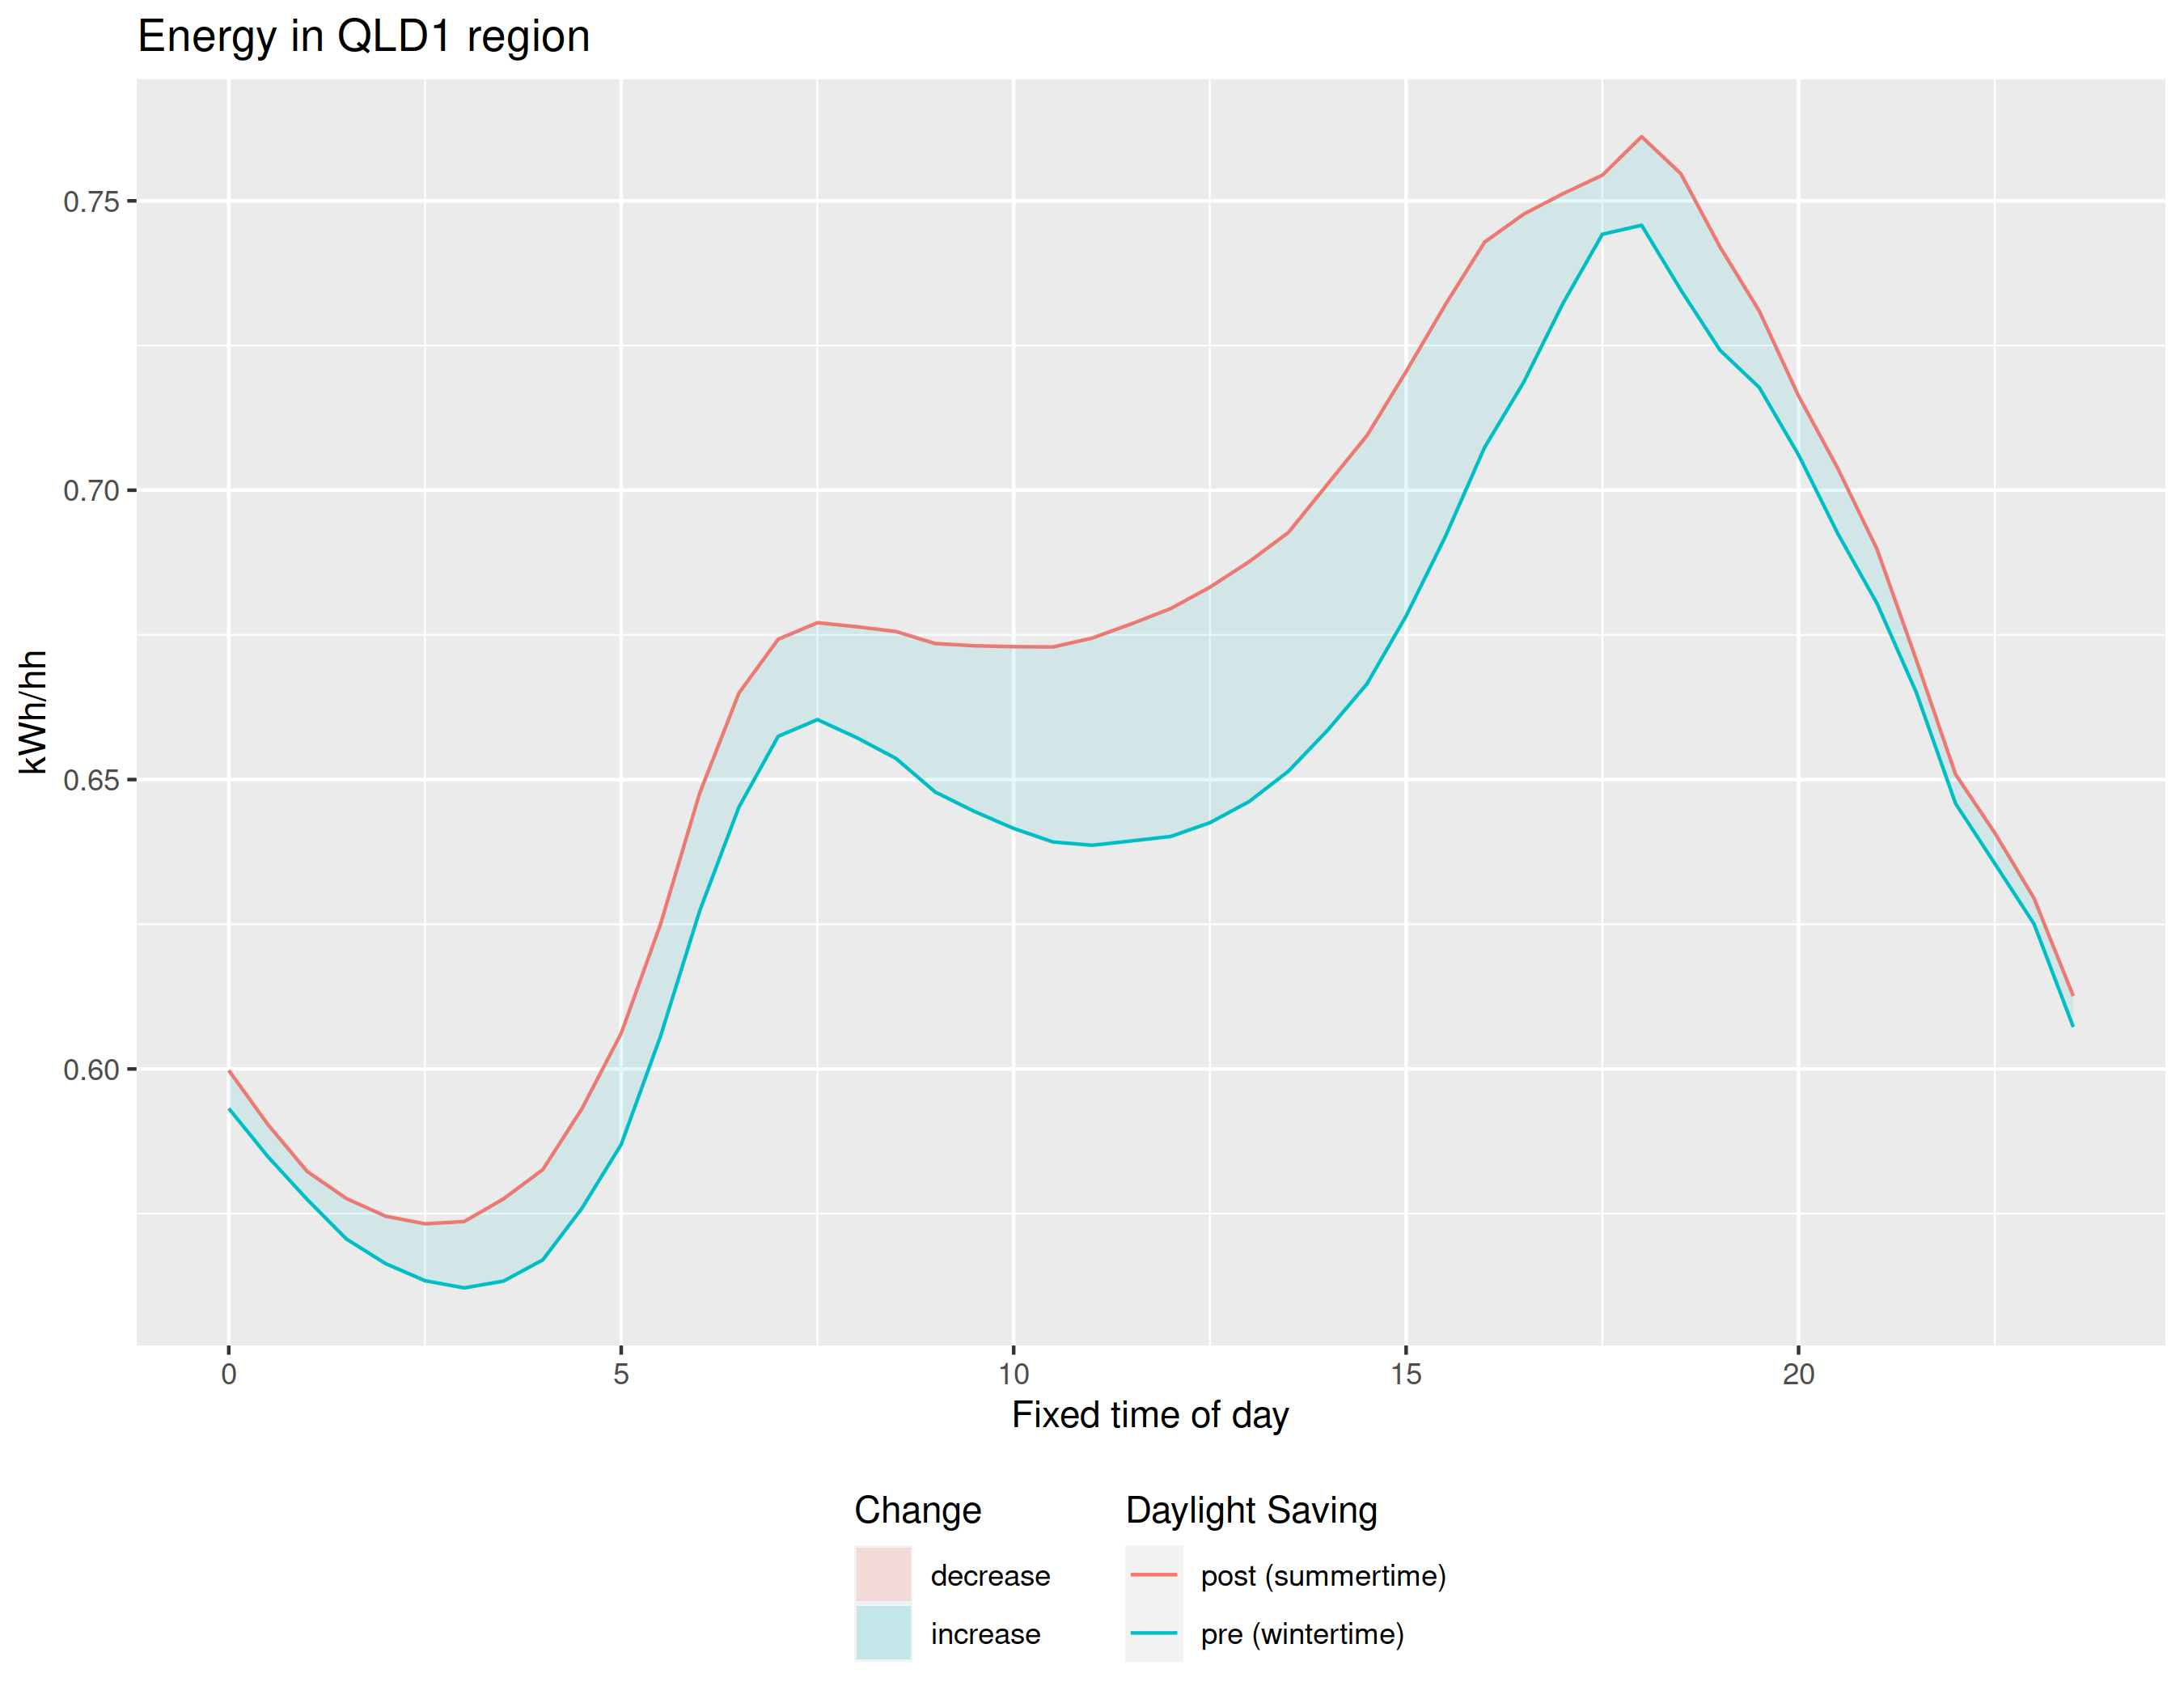 Energy in QLD1 region
kWh/hh
0.75
0.70
0.65
0.60
0 5 10 15 20
Fixed time of day
Change
decrease
increase
Daylight Saving
post (summertime)
pre (wintertime)